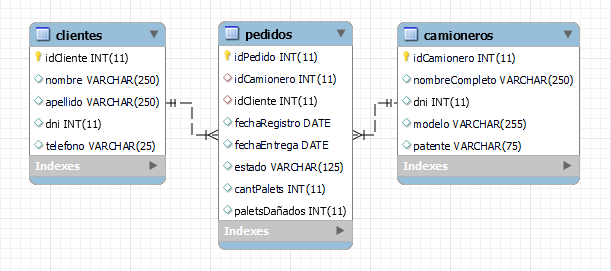 clientes
idCliente INT(11)
nombre VARCHAR(250)
apellido VARCHAR(250)
dni INT(11)
telefono VARCHAR(25)
Indexes
pedidos
idPedido INT(11)
idCamionero INT(11)
idCliente INT(11)
fechaRegistro DATE
fechaEntrega DATE
estado VARCHAR(125)
cantPalets INT(11)
paletsDañados INT(11)
Indexes
camioneros
idCamionero INT(11)
nombreCompleto VARCHAR(250)
dni INT(11)
modelo VARCHAR(255)
patente VARCHAR(75)
Indexes